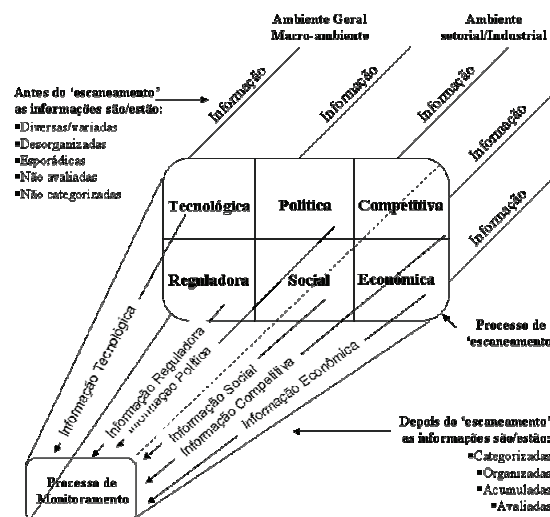 Ambiente Geral
Macro-ambiente
Ambiente
setorial/Industrial
Antes do 'escaneamento'
as informações são/estão:
▪Diversas/variadas
▪Desorganizadas
▪Esporádicas
▪Não avaliadas
▪Não categorizadas
Informação
Informação
Informação
Informação
Informação
Tecnológica
Política
Competitiva
Reguladora
Social
Econômica
Processo de
'escaneamento'
Informação Tecnológica
Informação Reguladora
Informação Política
Informação Social
Informação Competitiva
Informação Econômica
Processo de
Monitoramento
Depois do 'escaneamento'
as informações são/estão:
▪Categorizadas
▪Organizadas
▪Acumuladas
▪Avaliadas